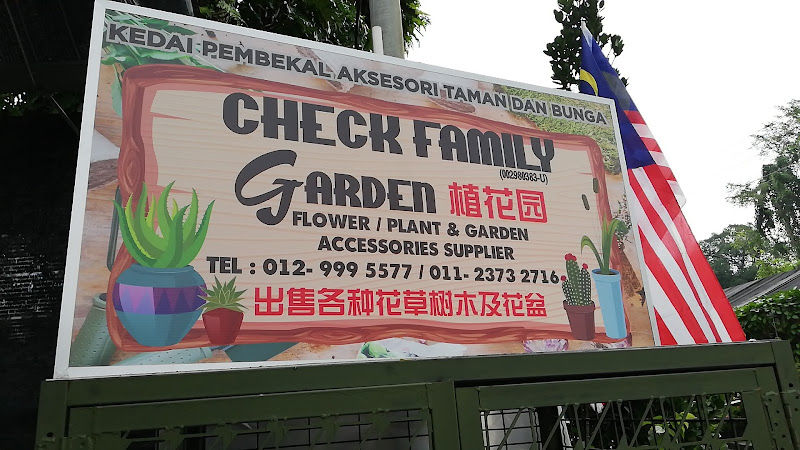 KEDAI PEMBEKAL AKSESORI TAMAN DAN BUNGA
CHECK FAMILY
(002980383-U)
GARDEN 植花园
FLOWER / PLANT & GARDEN
ACCESSORIES SUPPLIER
TEL : 012- 999 5577 / 011- 2373 2716
出售各种花草树木及花盆